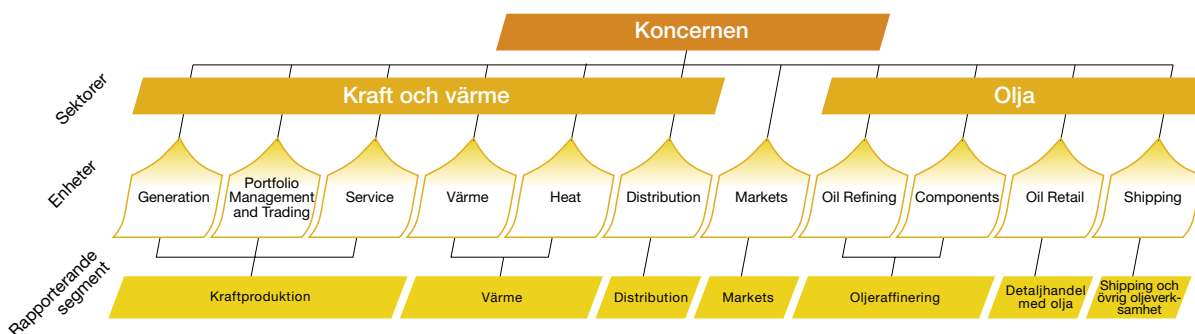 Koncernen
Sektorer
Kraft och värme
Olja
Enheter
Generation
Portfolio
Management
and Trading
Service
Värme
Heat
Distribution
Markets
Oil Refining
Components
Oil Retail
Shipping
Rapporterande
segment
Kraftproduktion
Värme
Distribution
Markets
Oljeraffinering
Detaljhandel
med olja
Shipping och
övrig oljeverk-
samhet